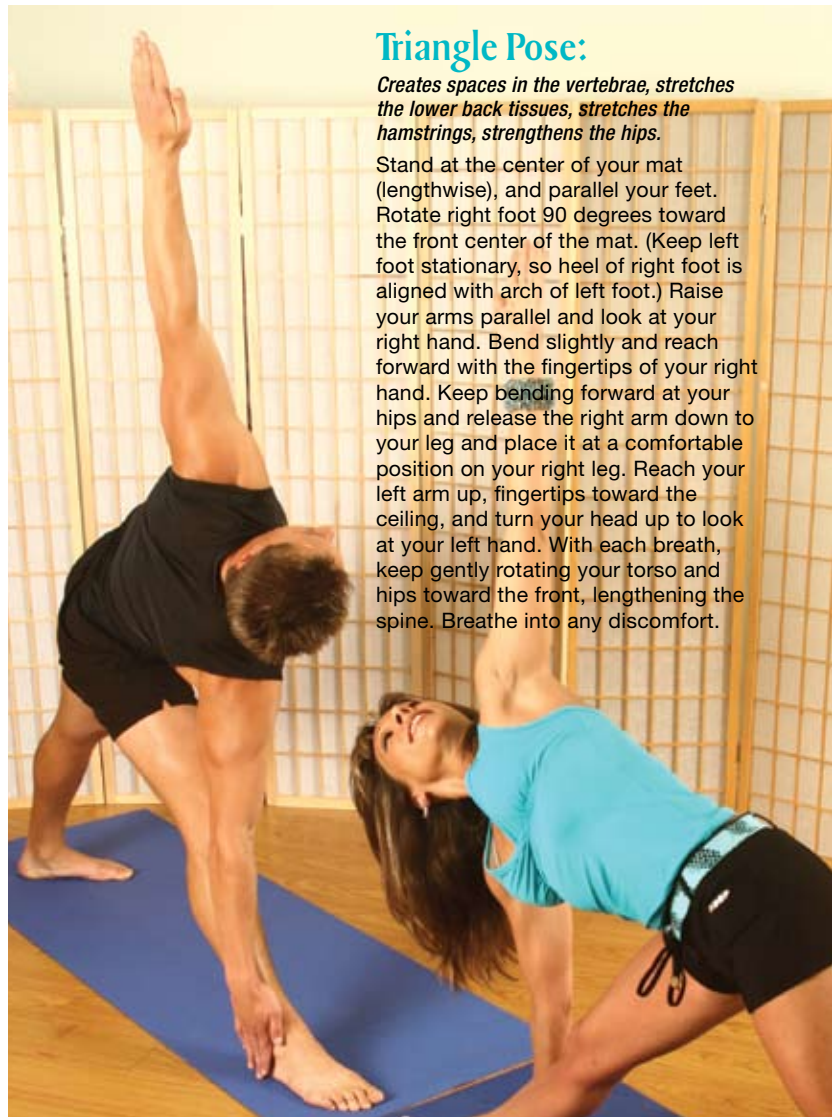 Triangle Pose:
Creates spaces in the vertebrae, stretches
the lower back tissues, stretches the
hamstrings, strengthens the hips.
Stand at the center of your mat
(lengthwise), and parallel your feet.
Rotate right foot 90 degrees toward
the front center of the mat. (Keep left
foot stationary, so heel of right foot is
aligned with arch of left foot.) Raise
your arms parallel and look at your
right hand. Bend slightly and reach
forward with the fingertips of your right
hand. Keep bending forward at your
hips and release the right arm down to
your leg and place it at a comfortable
position on your right leg. Reach your
left arm up, fingertips toward the
ceiling, and turn your head up to look
at your left hand. With each breath,
keep gently rotating your torso and
hips toward the front, lengthening the
spine. Breathe into any discomfort.